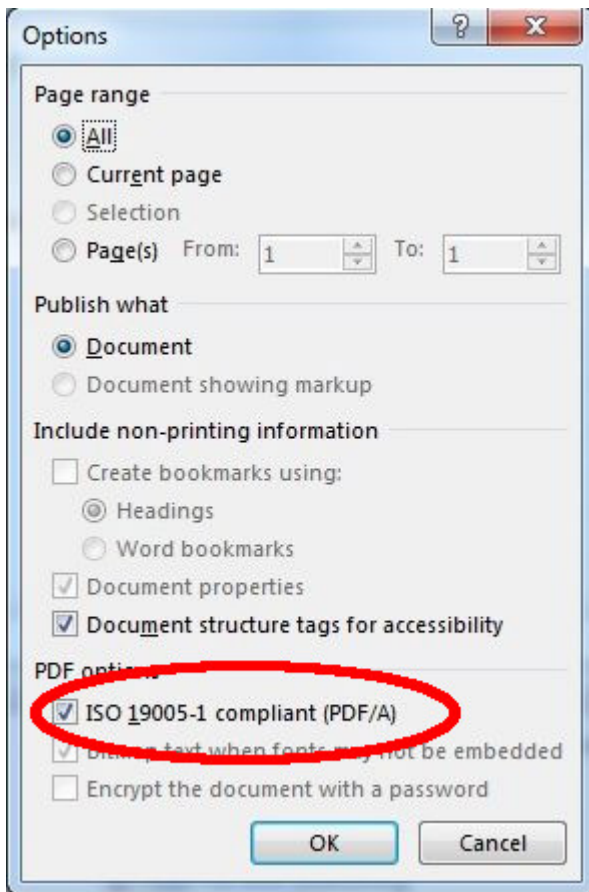 Options
Page range
All
Current page
Selection
Page(s) From: 1 To: 1
Publish what
Document
Document showing markup
Include non-printing information
Create bookmarks using:
Headings
Word bookmarks
Document properties
Document structure tags for accessibility
PDF options
ISO 19005-1 compliant (PDF/A)
Bitmap text when fonts may not be embedded
Encrypt the document with a password
OK Cancel